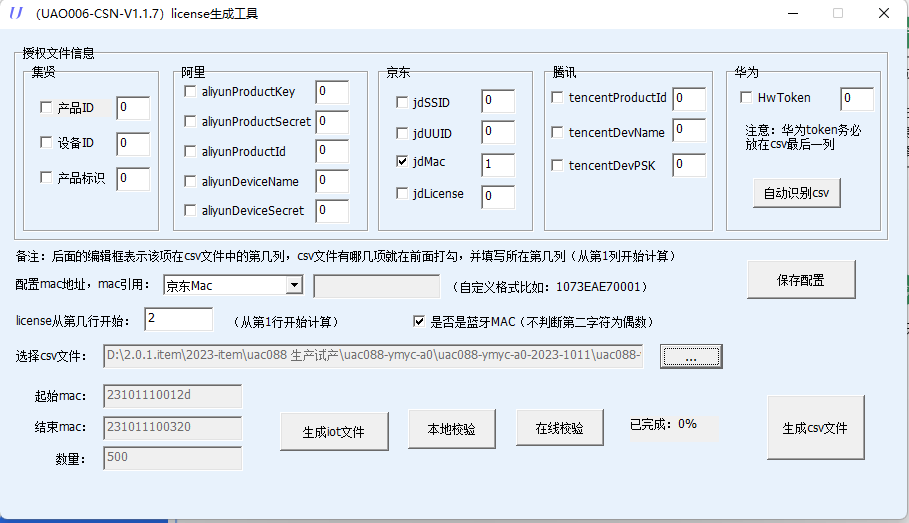 （UAO006-CSN-V1.1.7）license生成工具
授权文件信息
集贤
产品ID 0
设备ID 0
产品标识 0
阿里
aliyunProductKey 0
aliyunProductSecret 0
aliyunProductId 0
aliyunDeviceName 0
aliyunDeviceSecret 0
京东
jdSSID 0
jdUUID 0
jdMac 1
jdLicense 0
腾讯
tencentProductId 0
tencentDevName 0
tencentDevPSK 0
华为
HwToken 0
注意：华为token务必
放在csv最后一列
自动识别csv
备注：后面的编辑框表示该项在csv文件中的第几列，csv文件有哪几项就在前面打勾，并填写所在第几列（从第1列开始计算）
配置mac地址，mac引用： 京东Mac （自定义格式比如：1073EAE70001）
保存配置
license从第几行开始： 2 （从第1行开始计算） 是否是蓝牙MAC（不判断第二字符为偶数）
选择csv文件： D:\2.0.1.item\2023-item\uac088 生产试产\uac088-ymyc-a0\uac088-ymyc-a0-2023-1011\uac088- ...
起始mac： 23101110012d
结束mac： 231011100320
数量： 500
生成iot文件
本地校验
在线校验
已完成：0%
生成csv文件